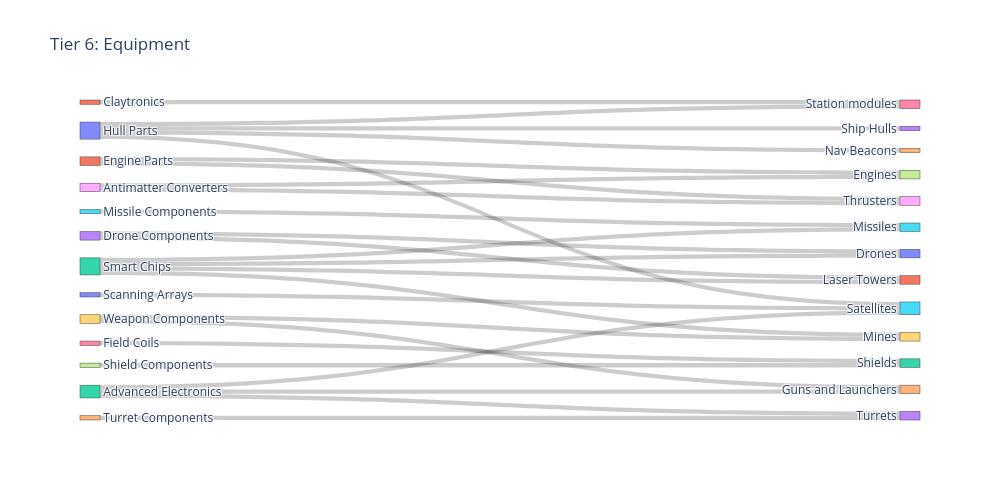 Tier 6: Equipment
Claytronics
Hull Parts
Engine Parts
Antimatter Converters
Missile Components
Drone Components
Smart Chips
Scanning Arrays
Weapon Components
Field Coils
Shield Components
Advanced Electronics
Turret Components
Station modules
Ship Hulls
Nav Beacons
Engines
Thrusters
Missiles
Drones
Laser Towers
Satellites
Mines
Shields
Guns and Launchers
Turrets